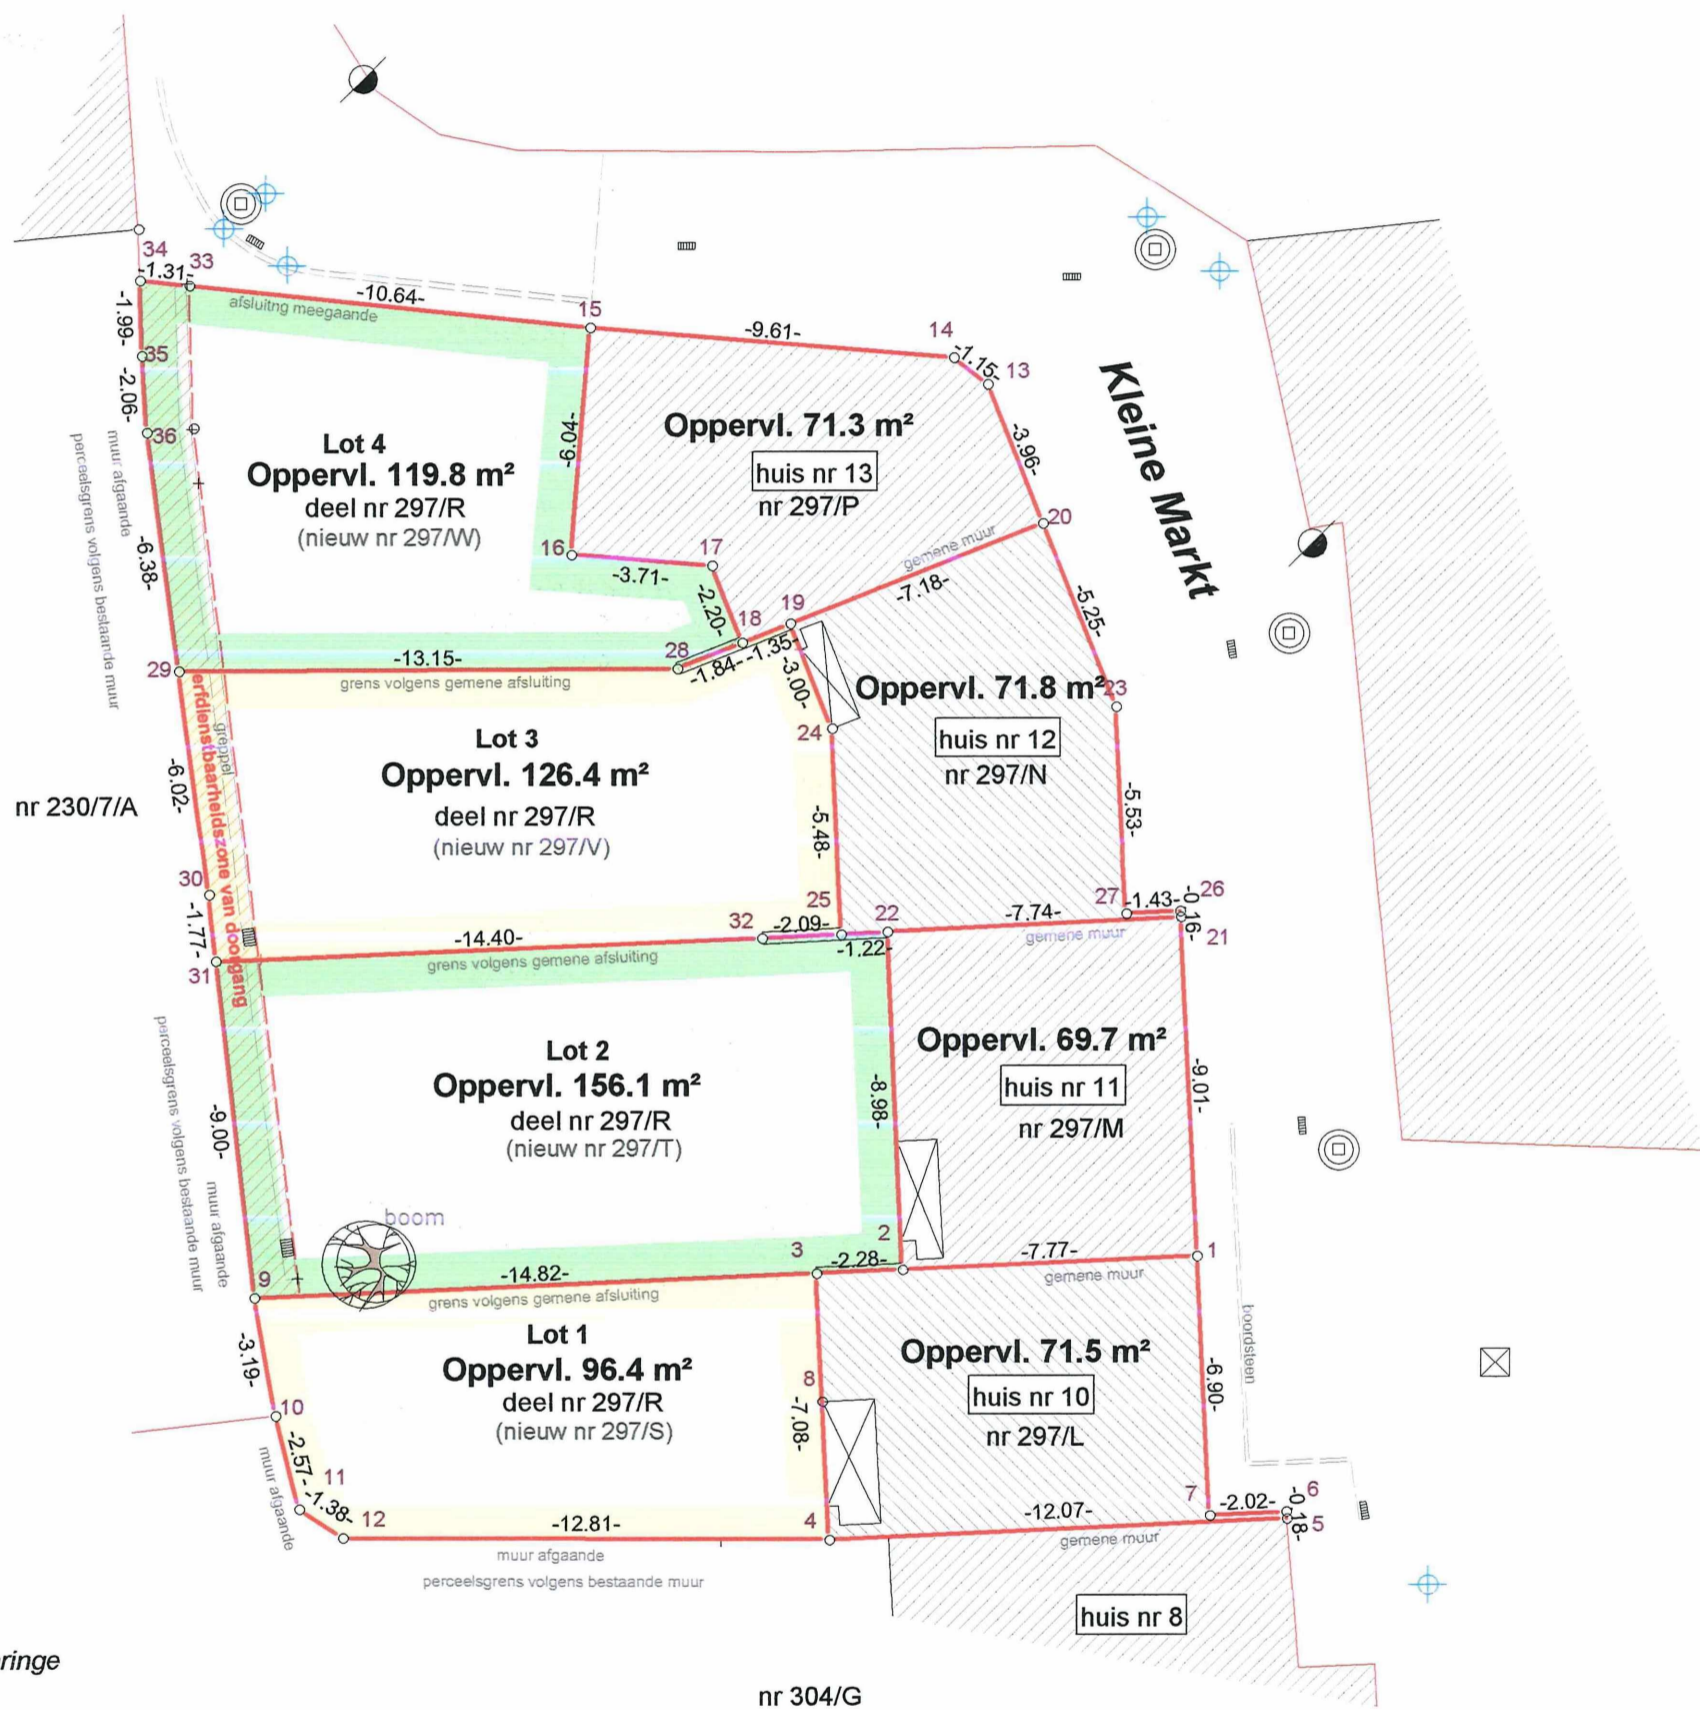 34
-1.31-
33
-10.64-
afsluitng meegaande
15
-9.61-
14
-1.15-
13
-1.99-
35
-2.06-
36
muur afgaande
perceelsgrens volgens bestaande muur
-6.38-
Lot 4
Oppervl. 119.8 m²
deel nr 297/R
(nieuw nr 297/W)
-6.04-
16
-3.71-
17
-2.20-
18
Oppervl. 71.3 m²
huis nr 13
nr 297/P
-3.96-
20
gemene muur
-7.18-
19
Kleine Markt
29
-13.15-
28
-1.84-
-1.35-
grens volgens gemene afsluiting
-3.00-
24
-5.25-
23
Oppervl. 71.8 m²
huis nr 12
nr 297/N
-5.53-
erfdienstbaarheidszone van doorgang
greppel
-6.02-
nr 230/7/A
Lot 3
Oppervl. 126.4 m²
deel nr 297/R
(nieuw nr 297/V)
-5.48-
30
-1.77-
31
-14.40-
32
-2.09-
25
22
-1.22-
grens volgens gemene afsluiting
-7.74-
gemene muur
27
-1.43-
26
-0.16-
21
perceelsgrens volgens bestaande muur
muur afgaande
-9.00-
Lot 2
Oppervl. 156.1 m²
deel nr 297/R
(nieuw nr 297/T)
-8.98-
Oppervl. 69.7 m²
huis nr 11
nr 297/M
-9.01-
boom
9
-14.82-
3
-2.28-
2
-7.77-
1
grens volgens gemene afsluiting
gemene muur
-3.19-
10
-2.57-
11
-1.38-
12
muur afgaande
Lot 1
Oppervl. 96.4 m²
deel nr 297/R
(nieuw nr 297/S)
8
-7.08-
Oppervl. 71.5 m²
huis nr 10
nr 297/L
-6.90-
boordsteen
-12.81-
4
-12.07-
7
-2.02-
6
-0.18-
5
muur afgaande
gemene muur
perceelsgrens volgens bestaande muur
huis nr 8
ringe
nr 304/G